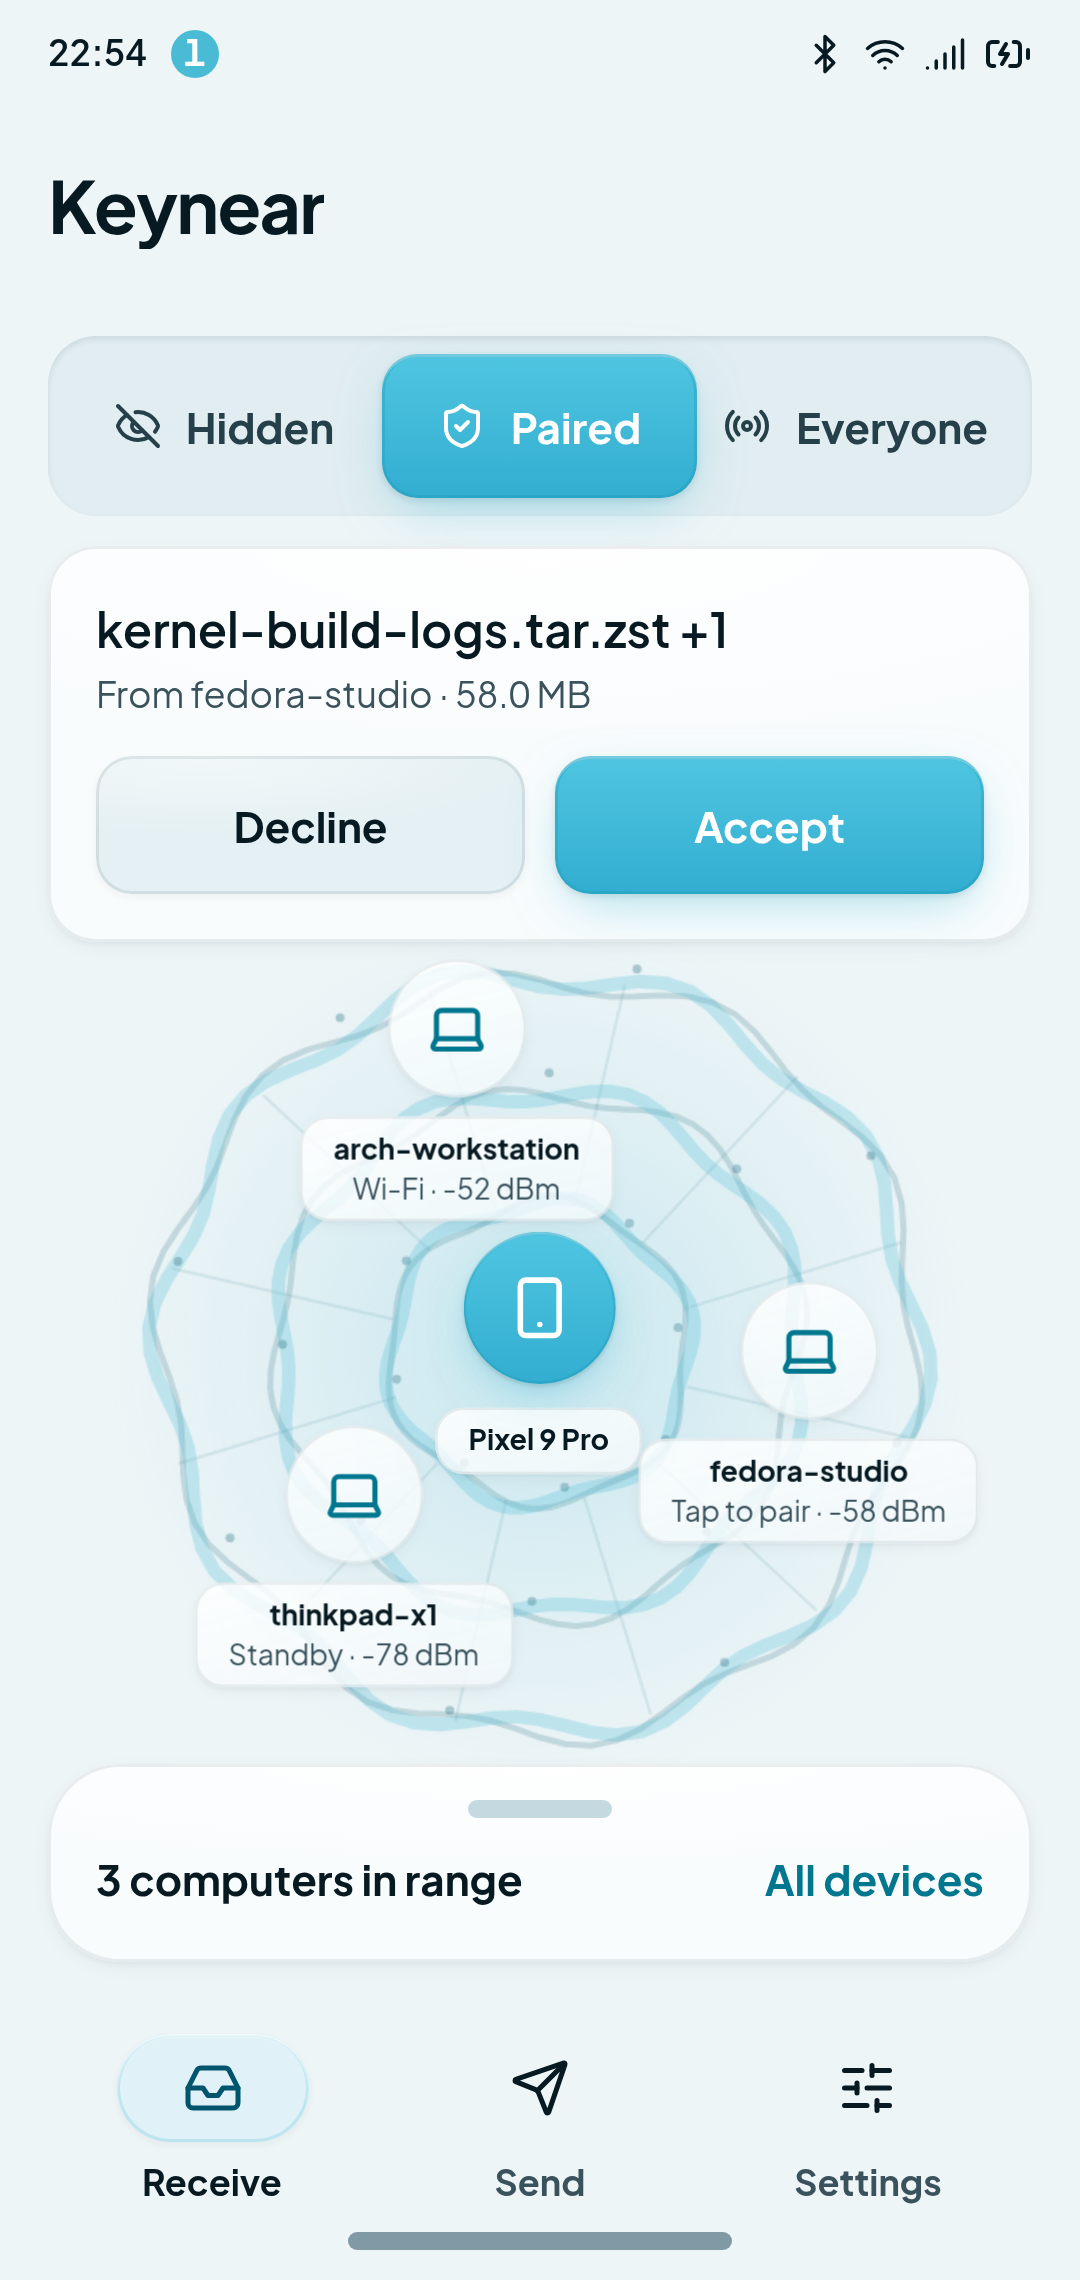 22:54 1
Keynear
Hidden
Paired
Everyone
kernel-build-logs.tar.zst +1
From fedora-studio · 58.0 MB
Decline
Accept
arch-workstation
Wi-Fi · -52 dBm
Pixel 9 Pro
fedora-studio
Tap to pair · -58 dBm
thinkpad-x1
Standby · -78 dBm
3 computers in range
All devices
Receive
Send
Settings